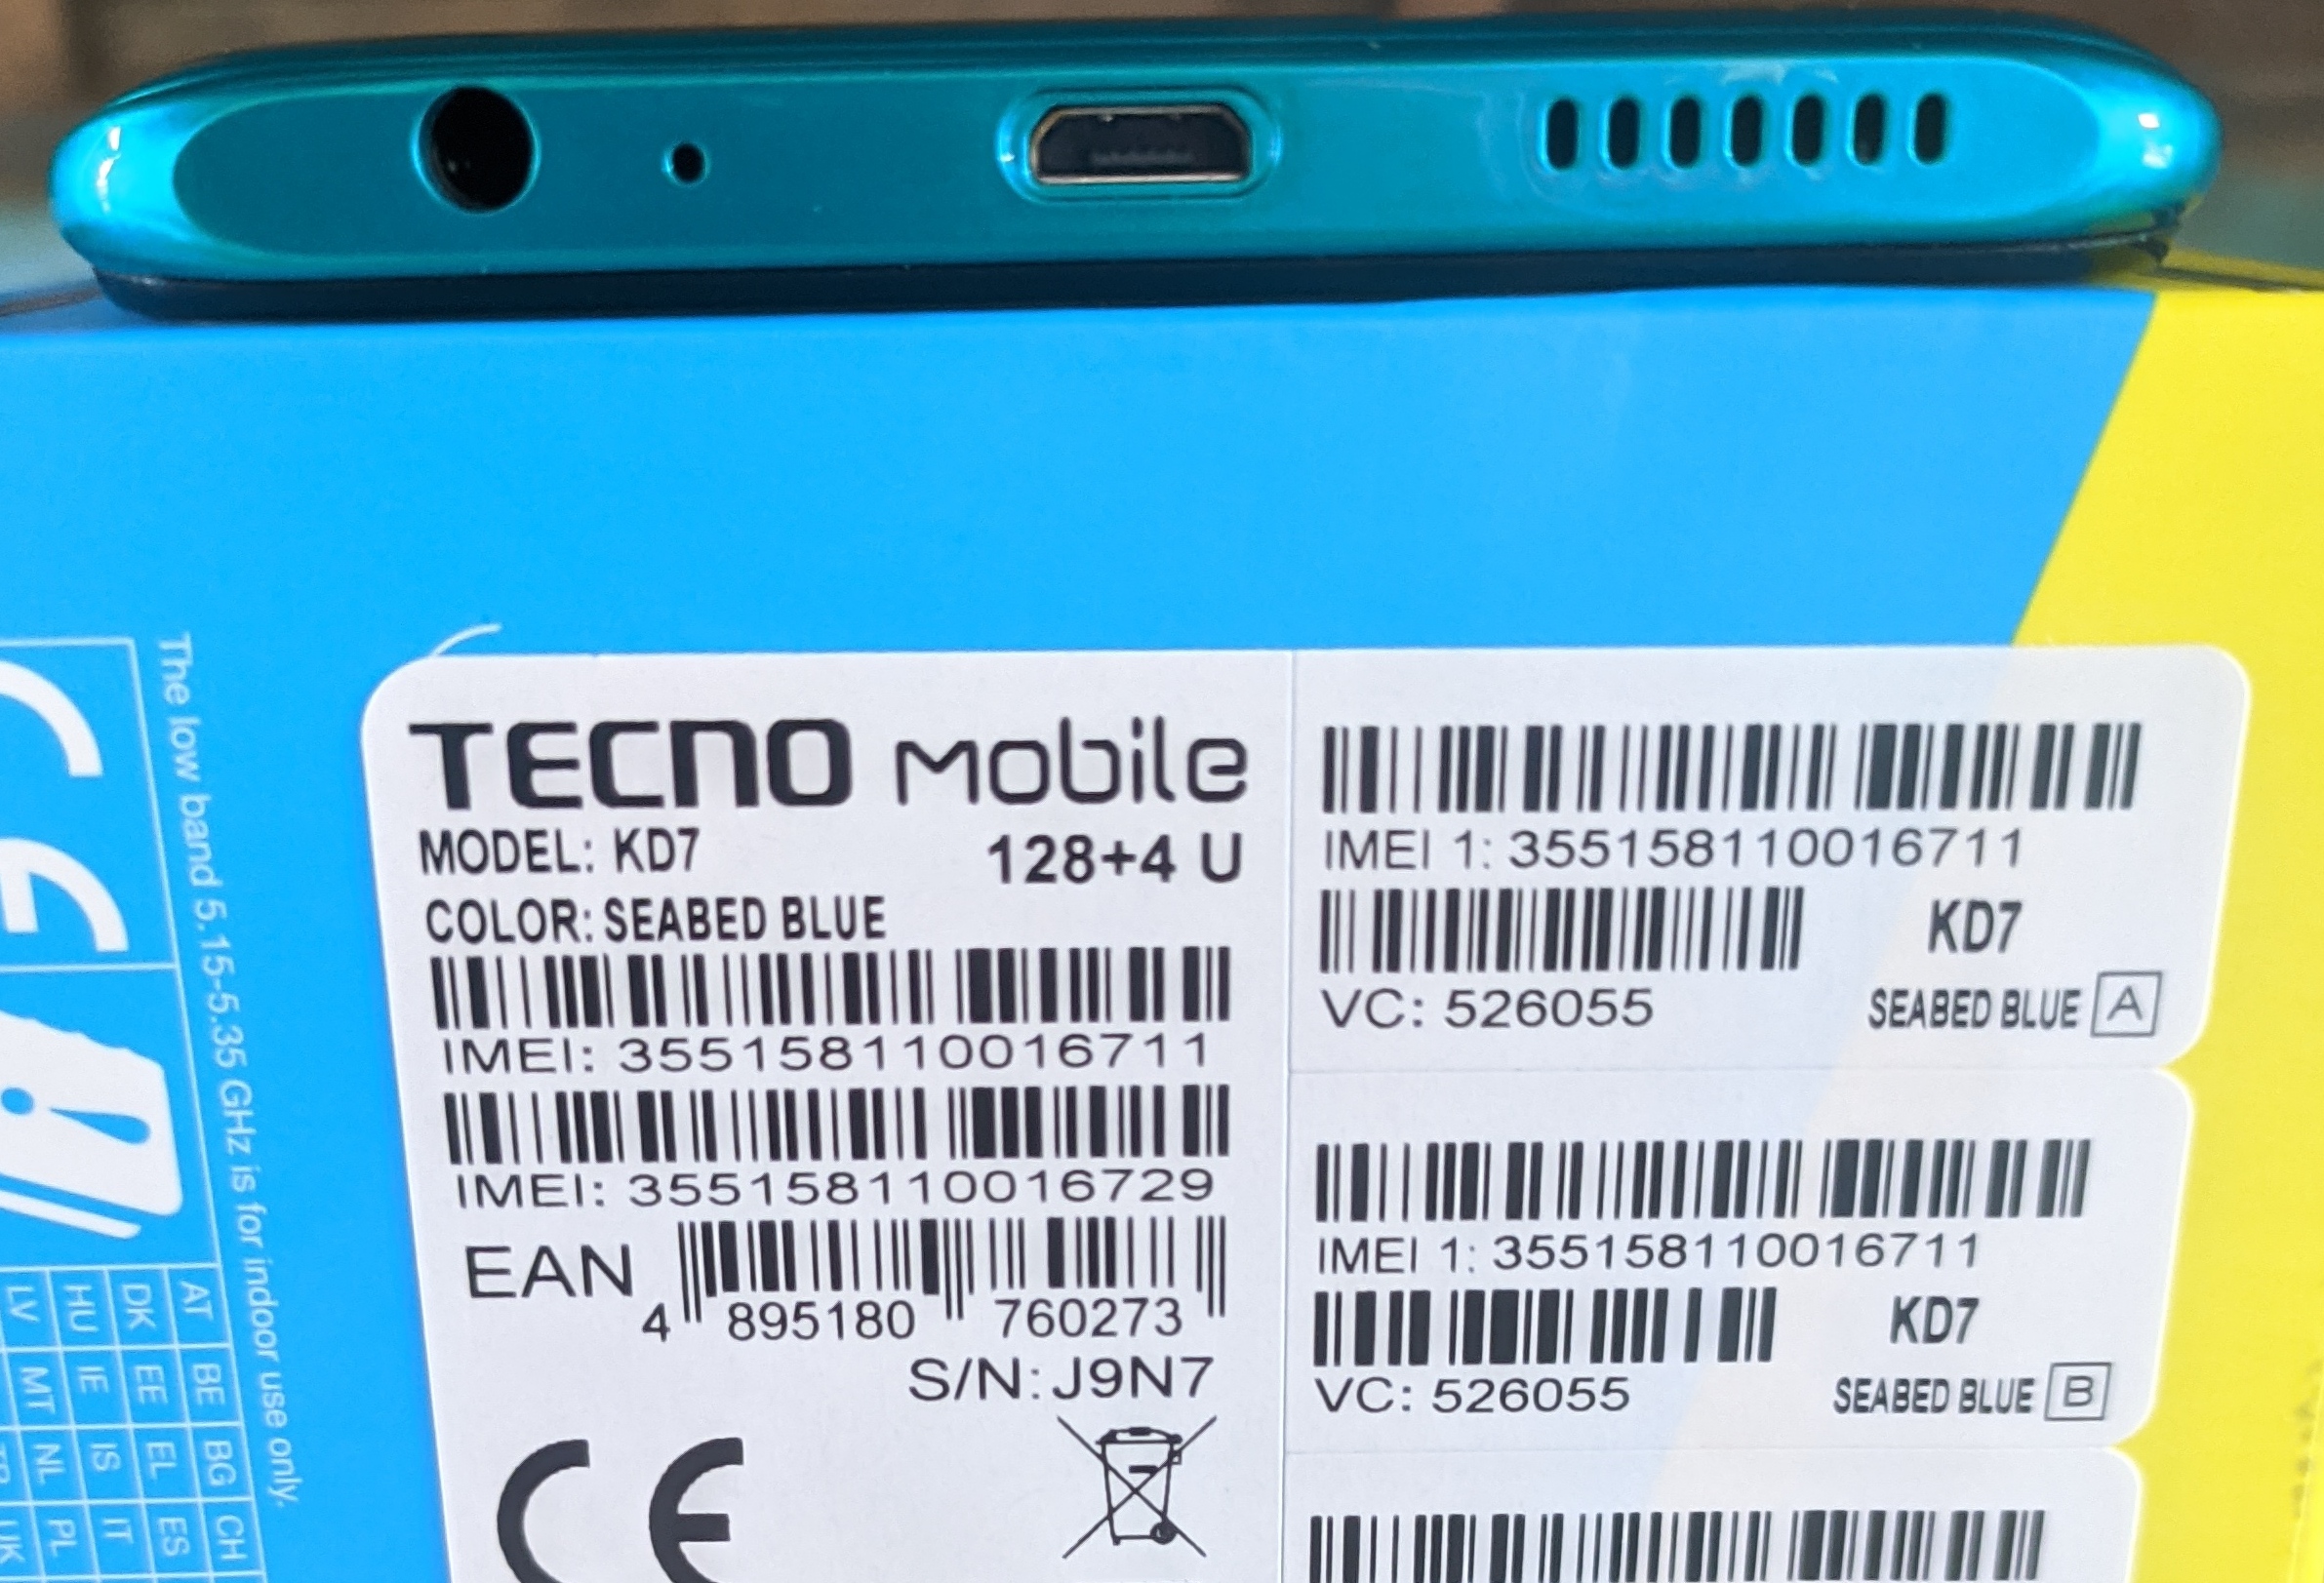 TECNO mobile
MODEL: KD7 128+4 U
COLOR: SEABED BLUE
IMEI: 355158110016711
IMEI: 355158110016729
EAN 4 895180 760273
S/N: J9N7
CE
IMEI 1: 355158110016711
KD7
VC: 526055 SEABED BLUE A
IMEI 1: 355158110016711
KD7
VC: 526055 SEABED BLUE B
The low band 5.15-5.35 GHz is for indoor use only.
CE
AT BE BG CH
DK EE EL ES
HU IE IS IT
LV MT NL PL
UK